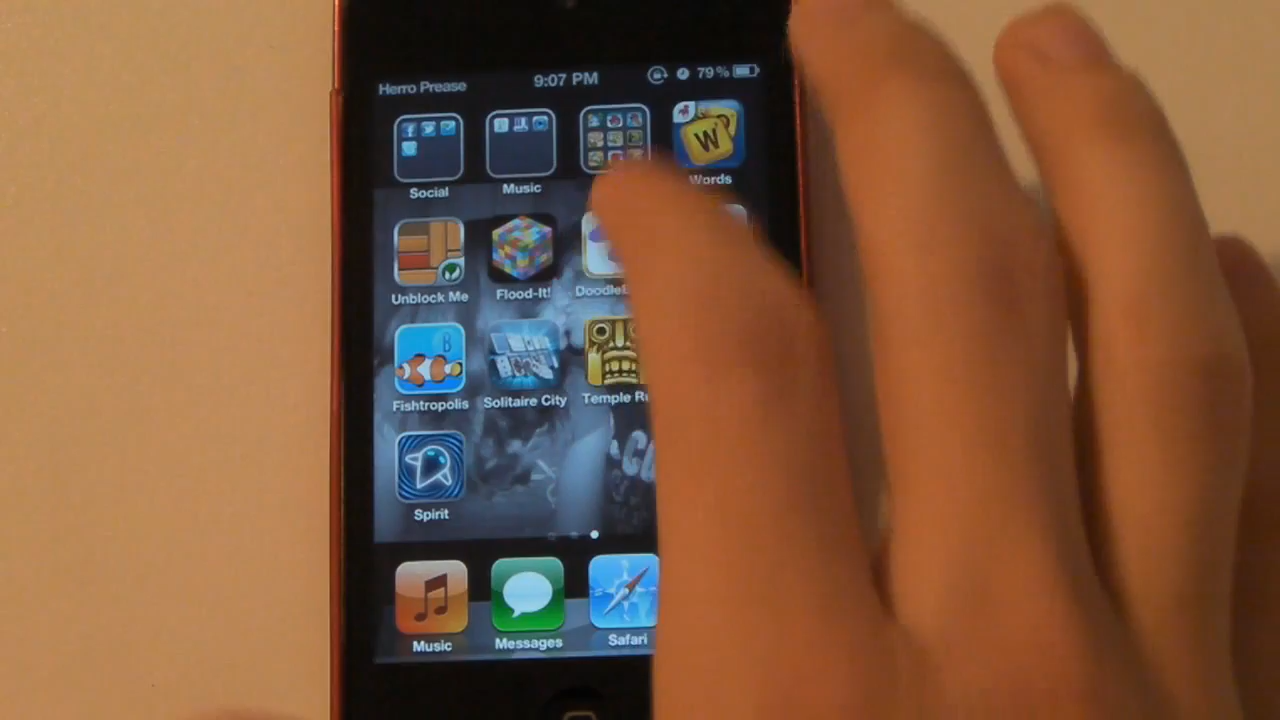 Herro Prease 9:07 PM 79%
Social Music Words
Unblock Me Flood-It!
Fishtropolis Solitaire City Temple
Spirit
Music Messages Safari